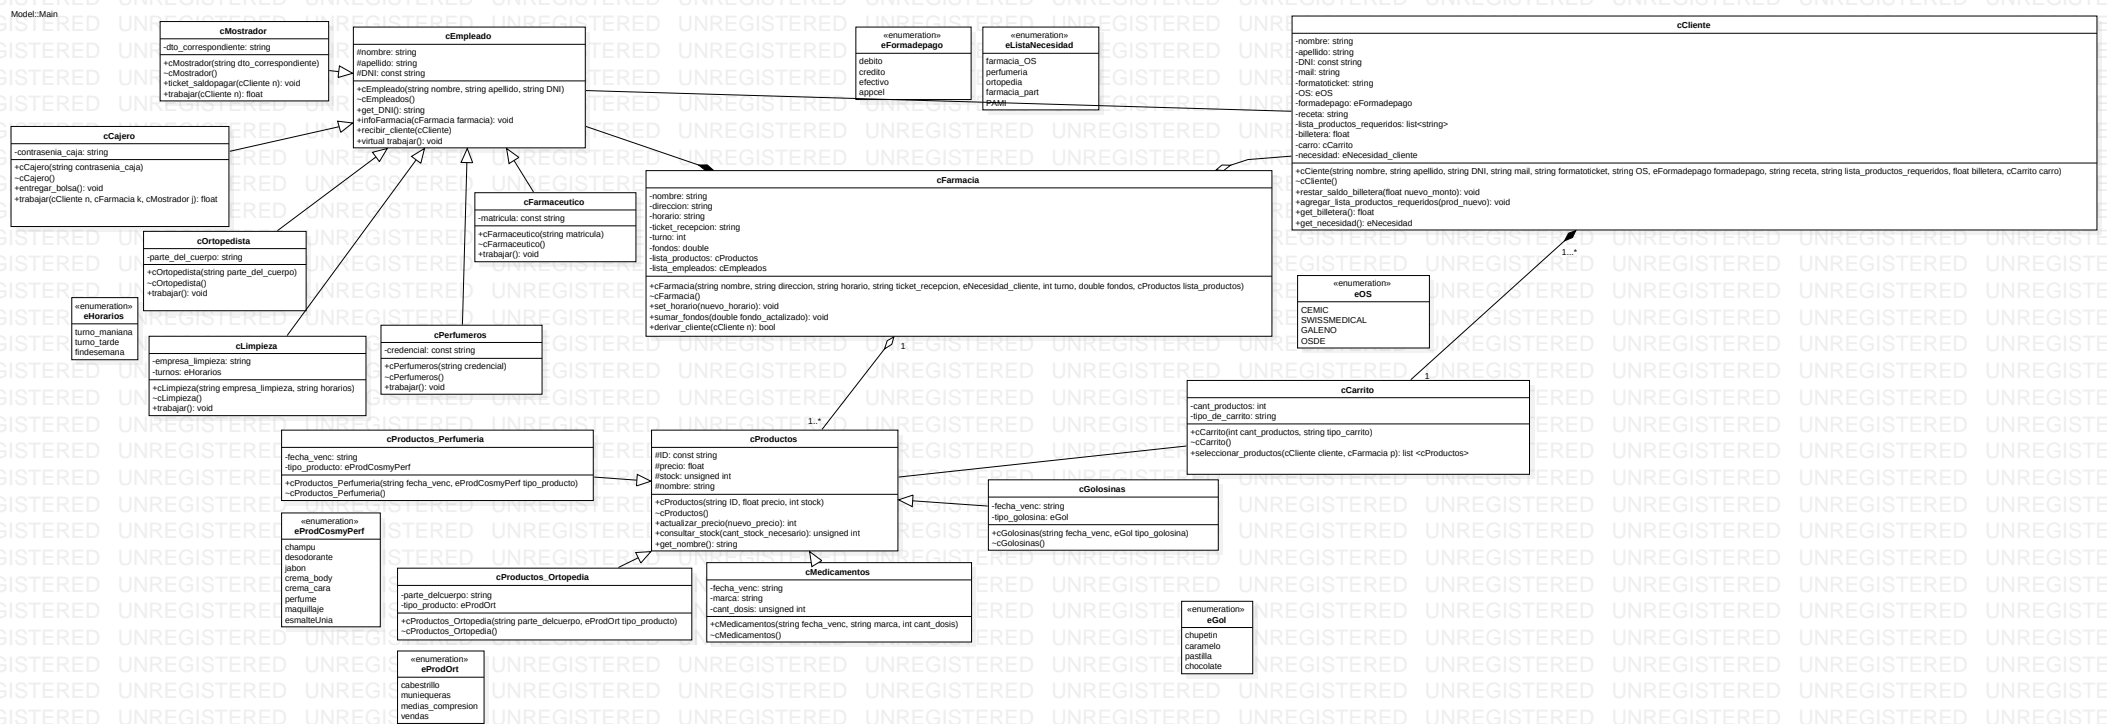 Model::Main
cMostrador
-dto_correspondiente: string
+cMostrador(string dto_correspondiente)
~cMostrador()
+ticket_saldopagar(cCliente n): void
+trabajar(cCliente n): float
cEmpleado
#nombre: string
#apellido: string
#DNI: const string
+cEmpleado(string nombre, string apellido, string DNI)
~cEmpleados()
+get_DNI(): string
+infoFarmacia(cFarmacia farmacia): void
+recibir_cliente(cCliente)
+virtual trabajar(): void
«enumeration»
eFormadepago
debito
credito
efectivo
appcel
«enumeration»
eListaNecesidad
farmacia_OS
perfumeria
ortopedia
farmacia_part
PAMI
cCliente
-nombre: string
-apellido: string
-DNI: const string
-mail: string
-formatoticket: string
-OS: eOS
-formadepago: eFormadepago
-receta: string
-lista_productos_requeridos: list<string>
-billetera: float
-carro: cCarrito
-necesidad: eNecesidad_cliente
+cCiente(string nombre, string apellido, string DNI, string mail, string formatoticket, string OS, eFormadepago formadepago, string receta, string lista_productos_requeridos, float billetera, cCarrito carro)
~cCliente()
+restar_saldo_billetera(float nuevo_monto): void
+agregar_lista_productos_requeridos(prod_nuevo): void
+get_billetera(): float
+get_necesidad(): eNecesidad
cCajero
-contrasenia_caja: string
+cCajero(string contrasenia_caja)
~cCajero()
+entregar_bolsa(): void
+trabajar(cCliente n, cFarmacia k, cMostrador j): float
cFarmaceutico
-matricula: const string
+cFarmaceutico(string matricula)
~cFarmaceutico()
+trabajar(): void
cFarmacia
-nombre: string
-direccion: string
-horario: string
-ticket_recepcion: string
-turno: int
-fondos: double
-lista_productos: cProductos
-lista_empleados: cEmpleados
+cFarmacia(string nombre, string direccion, string horario, string ticket_recepcion, eNecesidad_cliente, int turno, double fondos, cProductos lista_productos)
~cFarmacia()
+set_horario(nuevo_horario): void
+sumar_fondos(double fondo_actalizado): void
+derivar_cliente(cCliente n): bool
cOrtopedista
-parte_del_cuerpo: string
+cOrtopedista(string parte_del_cuerpo)
~cOrtopedista()
+trabajar(): void
«enumeration»
eHorarios
turno_maniana
turno_tarde
findesemana
1...*
«enumeration»
eOS
CEMIC
SWISSMEDICAL
GALENO
OSDE
cLimpieza
-empresa_limpieza: string
-turnos: eHorarios
+cLimpieza(string empresa_limpieza, string horarios)
~cLimpieza()
+trabajar(): void
cPerfumeros
-credencial: const string
+cPerfumeros(string credencial)
~cPerfumeros()
+trabajar(): void
1
1..*
1
cCarrito
-cant_productos: int
-tipo_de_carrito: string
+cCarrito(int cant_productos, string tipo_carrito)
~cCarrito()
+seleccionar_productos(cCliente cliente, cFarmacia p): list <cProductos>
cProductos_Perfumeria
-fecha_venc: string
-tipo_producto: eProdCosmyPerf
+cProductos_Perfumeria(string fecha_venc, eProdCosmyPerf tipo_producto)
~cProductos_Perfumeria()
cProductos
#ID: const string
#precio: float
#stock: unsigned int
#nombre: string
+cProductos(string ID, float precio, int stock)
~cProductos()
+actualizar_precio(nuevo_precio): int
+consultar_stock(cant_stock_necesario): unsigned int
+get_nombre(): string
cGolosinas
-fecha_venc: string
-tipo_golosina: eGol
+cGolosinas(string fecha_venc, eGol tipo_golosina)
~cGolosinas()
«enumeration»
eProdCosmyPerf
champu
desodorante
jabon
crema_body
crema_cara
perfume
maquillaje
esmalteUnia
cProductos_Ortopedia
-parte_delcuerpo: string
-tipo_producto: eProdOrt
+cProductos_Ortopedia(string parte_delcuerpo, eProdOrt tipo_producto)
~cProductos_Ortopedia()
cMedicamentos
-fecha_venc: string
-marca: string
-cant_dosis: unsigned int
+cMedicamentos(string fecha_venc, string marca, int cant_dosis)
~cMedicamentos()
«enumeration»
eGol
chupetin
caramelo
pastilla
chocolate
«enumeration»
eProdOrt
cabestrillo
muniequeras
medias_compresion
vendas
UNREGISTERED